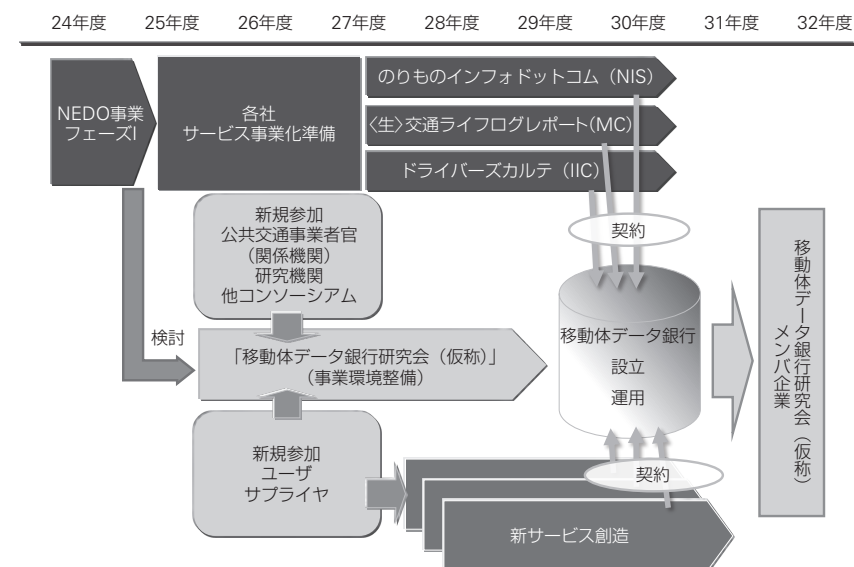 24年度 25年度 26年度 27年度 28年度 29年度 30年度 31年度 32年度
NEDO事業
フェーズI
各社
サービス事業化準備
のりものインフォドットコム（NIS）
〈生〉交通ライフログレポート(MC)
ドライバーズカルテ（IIC）
新規参加
公共交通事業者官
（関係機関）
研究機関
他コンソーシアム
契約
検討
「移動体データ銀行研究会（仮称）」
（事業環境整備）
移動体データ銀行
設立
運用
移動体データ銀行研究会（仮称）
メンバ企業
新規参加
ユーザ
サプライヤ
契約
新サービス創造